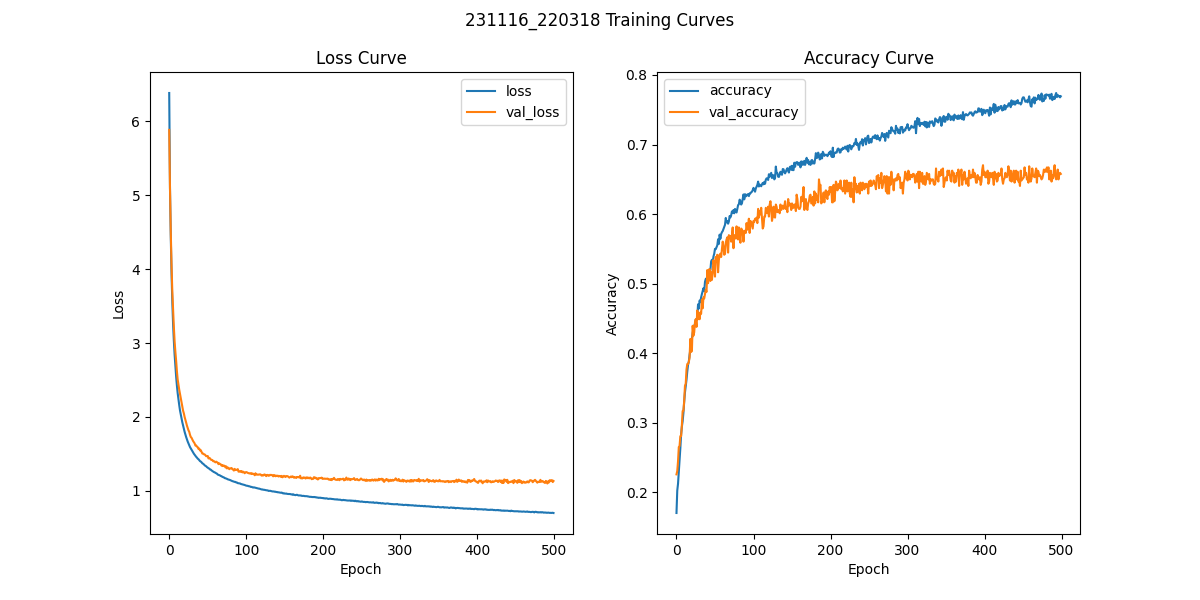 231116_220318 Training Curves
Loss Curve
loss
val_loss
6
5
4
3
2
1
Loss
0 100 200 300 400 500
Epoch
Accuracy Curve
accuracy
val_accuracy
0.8
0.7
0.6
0.5
0.4
0.3
0.2
Accuracy
0 100 200 300 400 500
Epoch